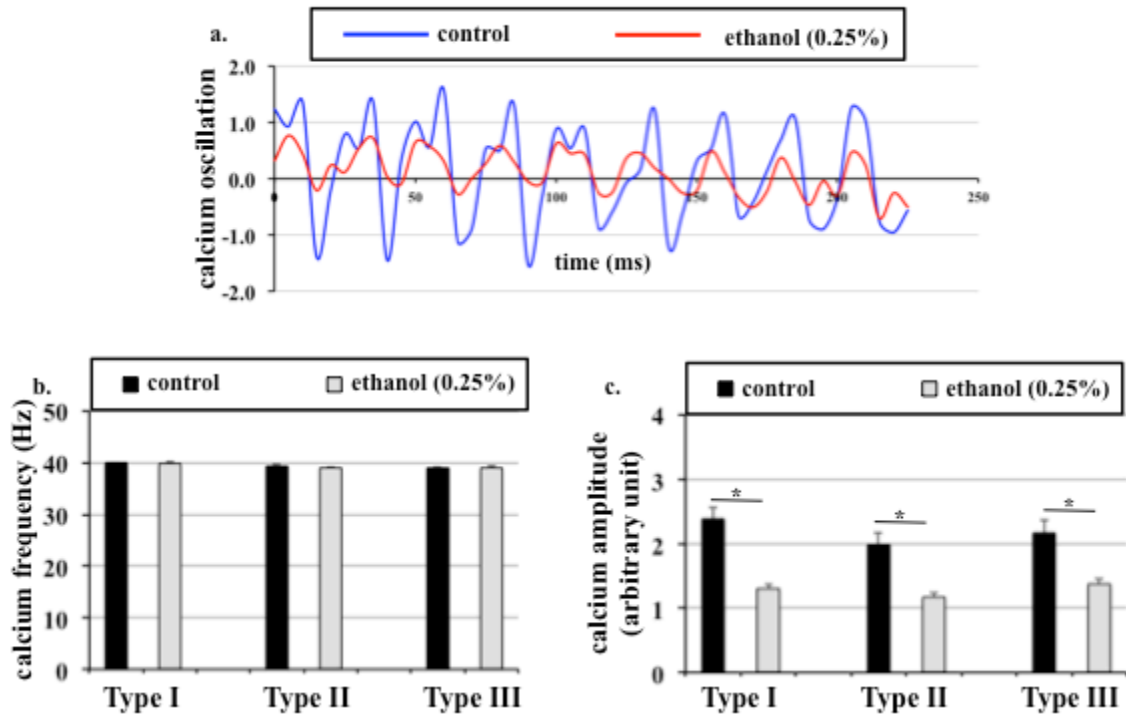 a.
control ethanol (0.25%)
calcium oscillation
2.0
1.0
0.0
-1.0
-2.0
0 50 100 150 200 250
time (ms)
b.
control ethanol (0.25%)
calcium frequency (Hz)
50
40
30
20
10
0
Type I Type II Type III
c.
control ethanol (0.25%)
calcium amplitude
(arbitrary unit)
4
3
2
1
0
* * *
Type I Type II Type III